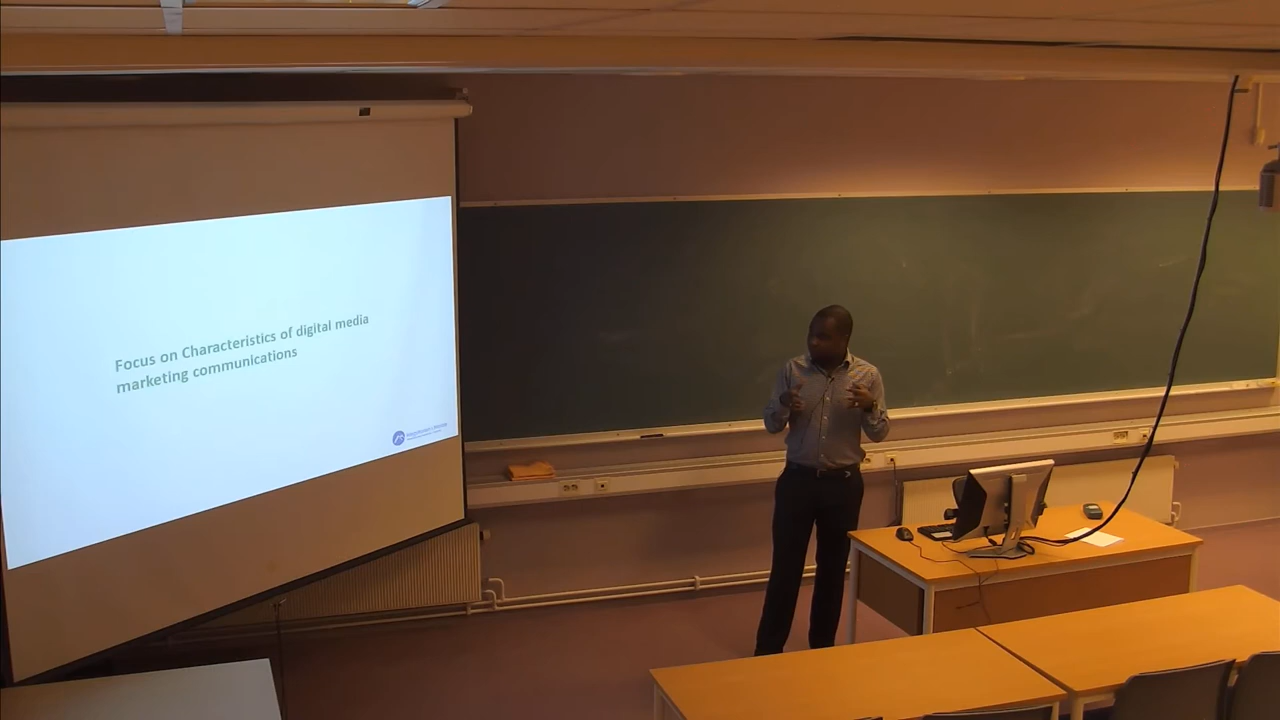 Focus on Characteristics of digital media
marketing communications